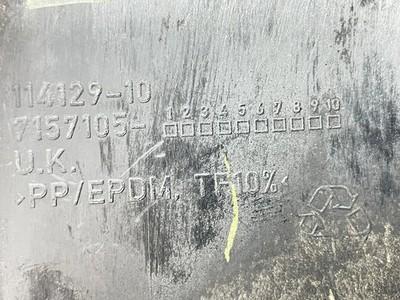 114129-10
1 2 3 4 5 6 7 8 9 10
7157105-
U.K.
>PP/EPDM, TF10%<